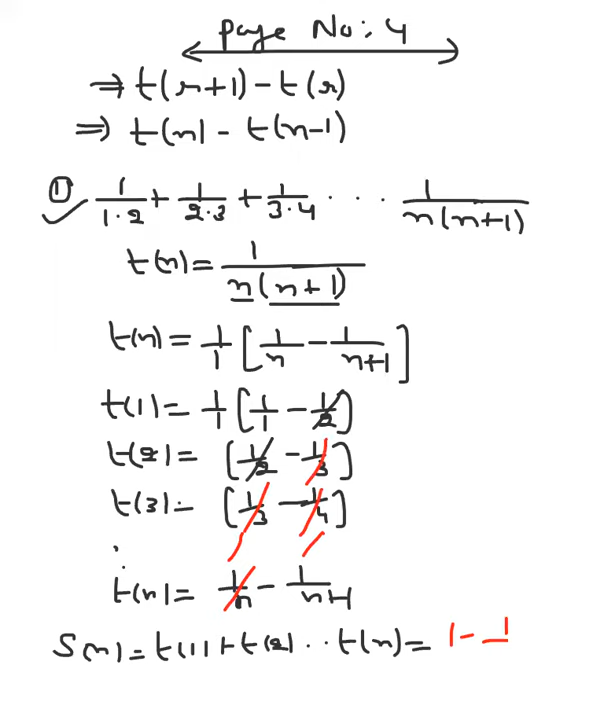 Page No: 4
⇒ t(r+1) - t(r)
⇒ t(n) - t(n-1)
① 1/1·2 + 1/2·3 + 1/3·4 . . . 1/n(n+1)
t(n) = 1/n(n+1)
t(n) = 1/1 [1/n - 1/n+1]
t(1) = 1/1 [1/1 - 1/2]
t(2) = [1/2 - 1/3]
t(3) = [1/3 - 1/4]
t(n) = 1/n - 1/n+1
S(n) = t(1) + t(2) . . t(n) = 1 - 1